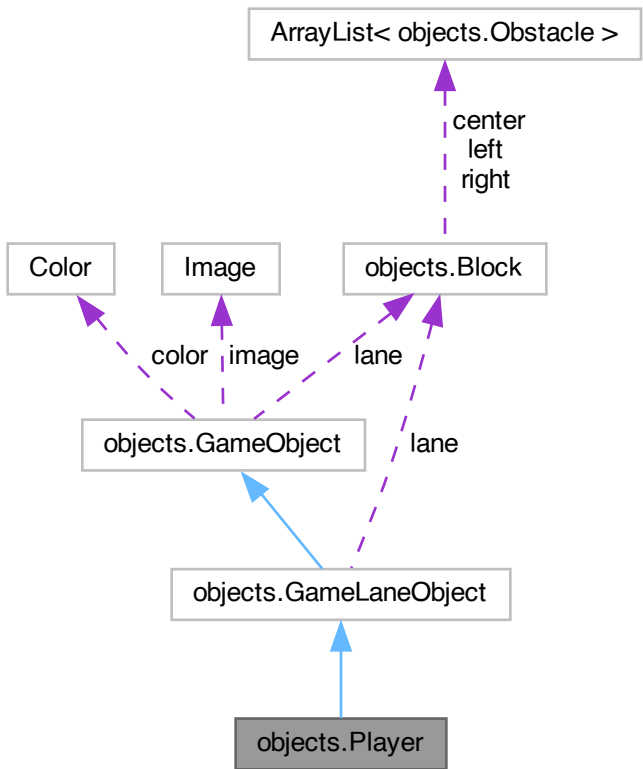 ArrayList< objects.Obstacle >
center
left
right
Color
Image
objects.Block
color
image
lane
objects.GameObject
lane
objects.GameLaneObject
objects.Player